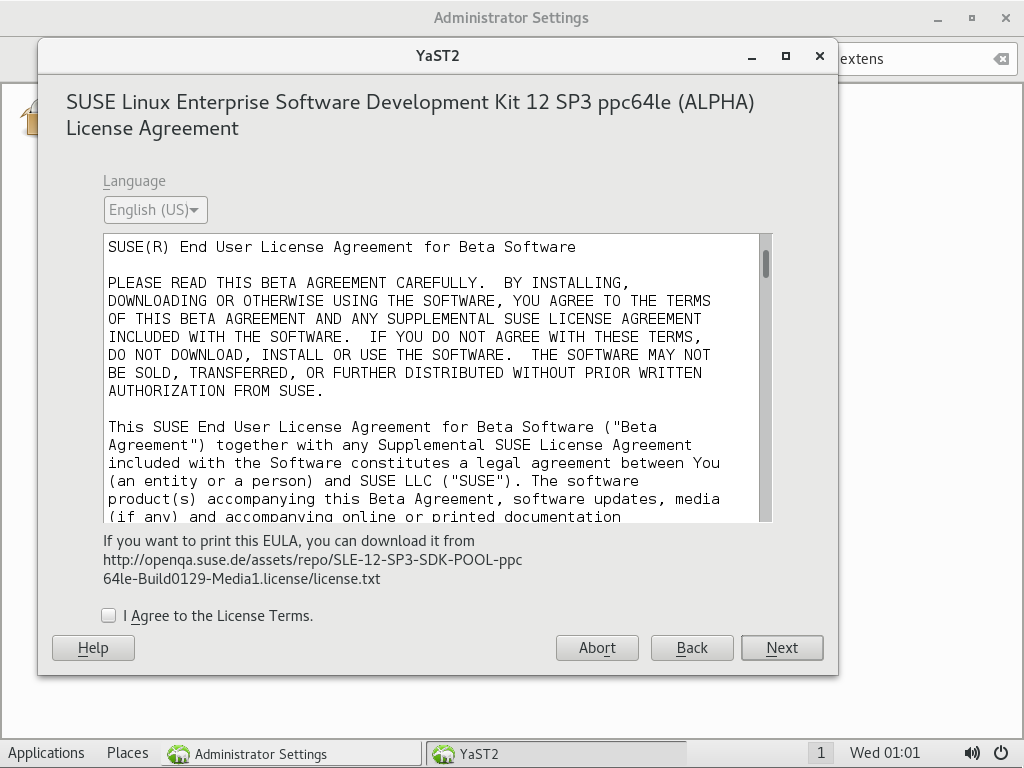 Administrator Settings
YaST2
extens
SUSE Linux Enterprise Software Development Kit 12 SP3 ppc64le (ALPHA)
License Agreement
Language
English (US)
SUSE(R) End User License Agreement for Beta Software
PLEASE READ THIS BETA AGREEMENT CAREFULLY.  BY INSTALLING,
DOWNLOADING OR OTHERWISE USING THE SOFTWARE, YOU AGREE TO THE TERMS
OF THIS BETA AGREEMENT AND ANY SUPPLEMENTAL SUSE LICENSE AGREEMENT
INCLUDED WITH THE SOFTWARE.  IF YOU DO NOT AGREE WITH THESE TERMS,
DO NOT DOWNLOAD, INSTALL OR USE THE SOFTWARE.  THE SOFTWARE MAY NOT
BE SOLD, TRANSFERRED, OR FURTHER DISTRIBUTED WITHOUT PRIOR WRITTEN
AUTHORIZATION FROM SUSE.
This SUSE End User License Agreement for Beta Software ("Beta
Agreement") together with any Supplemental SUSE License Agreement
included with the Software constitutes a legal agreement between You
(an entity or a person) and SUSE LLC ("SUSE"). The software
product(s) accompanying this Beta Agreement, software updates, media
(if any) and accompanying online or printed documentation
If you want to print this EULA, you can download it from
http://openqa.suse.de/assets/repo/SLE-12-SP3-SDK-POOL-ppc
64le-Build0129-Media1.license/license.txt
I Agree to the License Terms.
Help
Abort
Back
Next
Applications
Places
Administrator Settings
YaST2
1
Wed 01:01